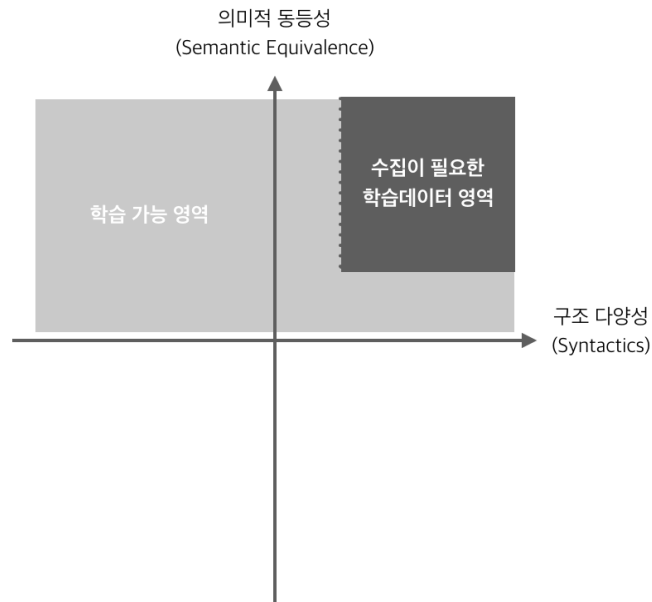 의미적 동등성
(Semantic Equivalence)
수집이 필요한
학습데이터 영역
학습 가능 영역
구조 다양성
(Syntactics)